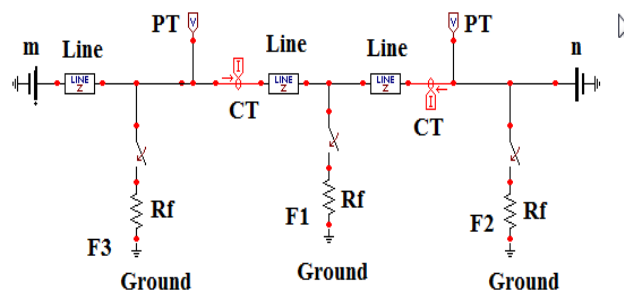 PT
PT
m
Line
Line
Line
n
V
V
I
LINE
Z
LINE
Z
LINE
Z
I
CT
CT
Rf
Rf
Rf
F1
F2
F3
Ground
Ground
Ground